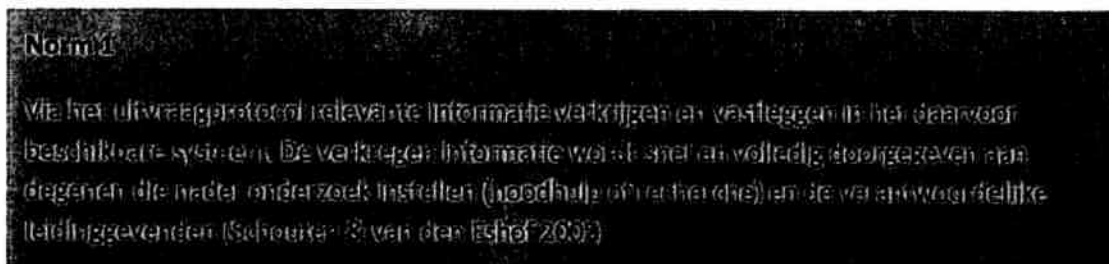 Norm 1
Via het uitvraagprotocol relevante informatie verkrijgen en vastleggen in het daarvoor
beschikbare systeem. De verkregen informatie wordt snel en volledig doorgegeven aan
degenen die nader onderzoek instellen (noodhulp of recherche) en de verantwoordelijke
leidinggevenden (Schouten & van den Eshof